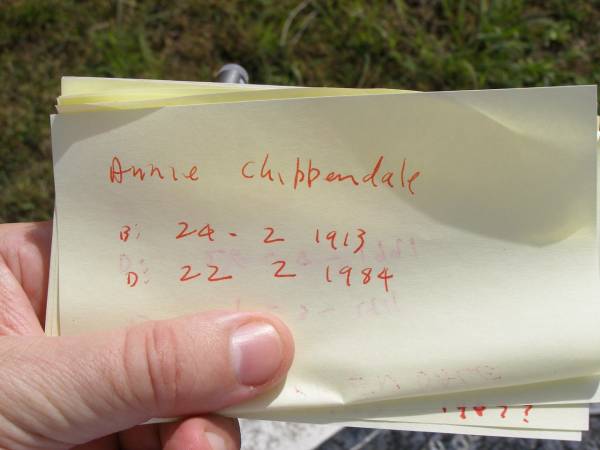 Annie Chippendale
B: 24 - 2 1913
D: 22 2 1984